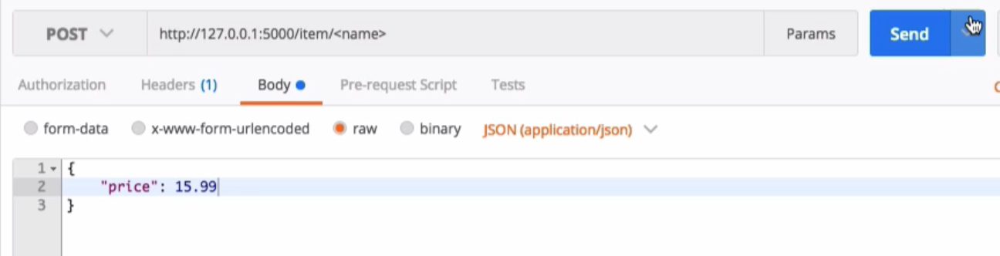 POST http://127.0.0.1:5000/item/<name> Params Send
Authorization Headers (1) Body Pre-request Script Tests
form-data x-www-form-urlencoded raw binary JSON (application/json)
1 {
2 "price": 15.99
3 }